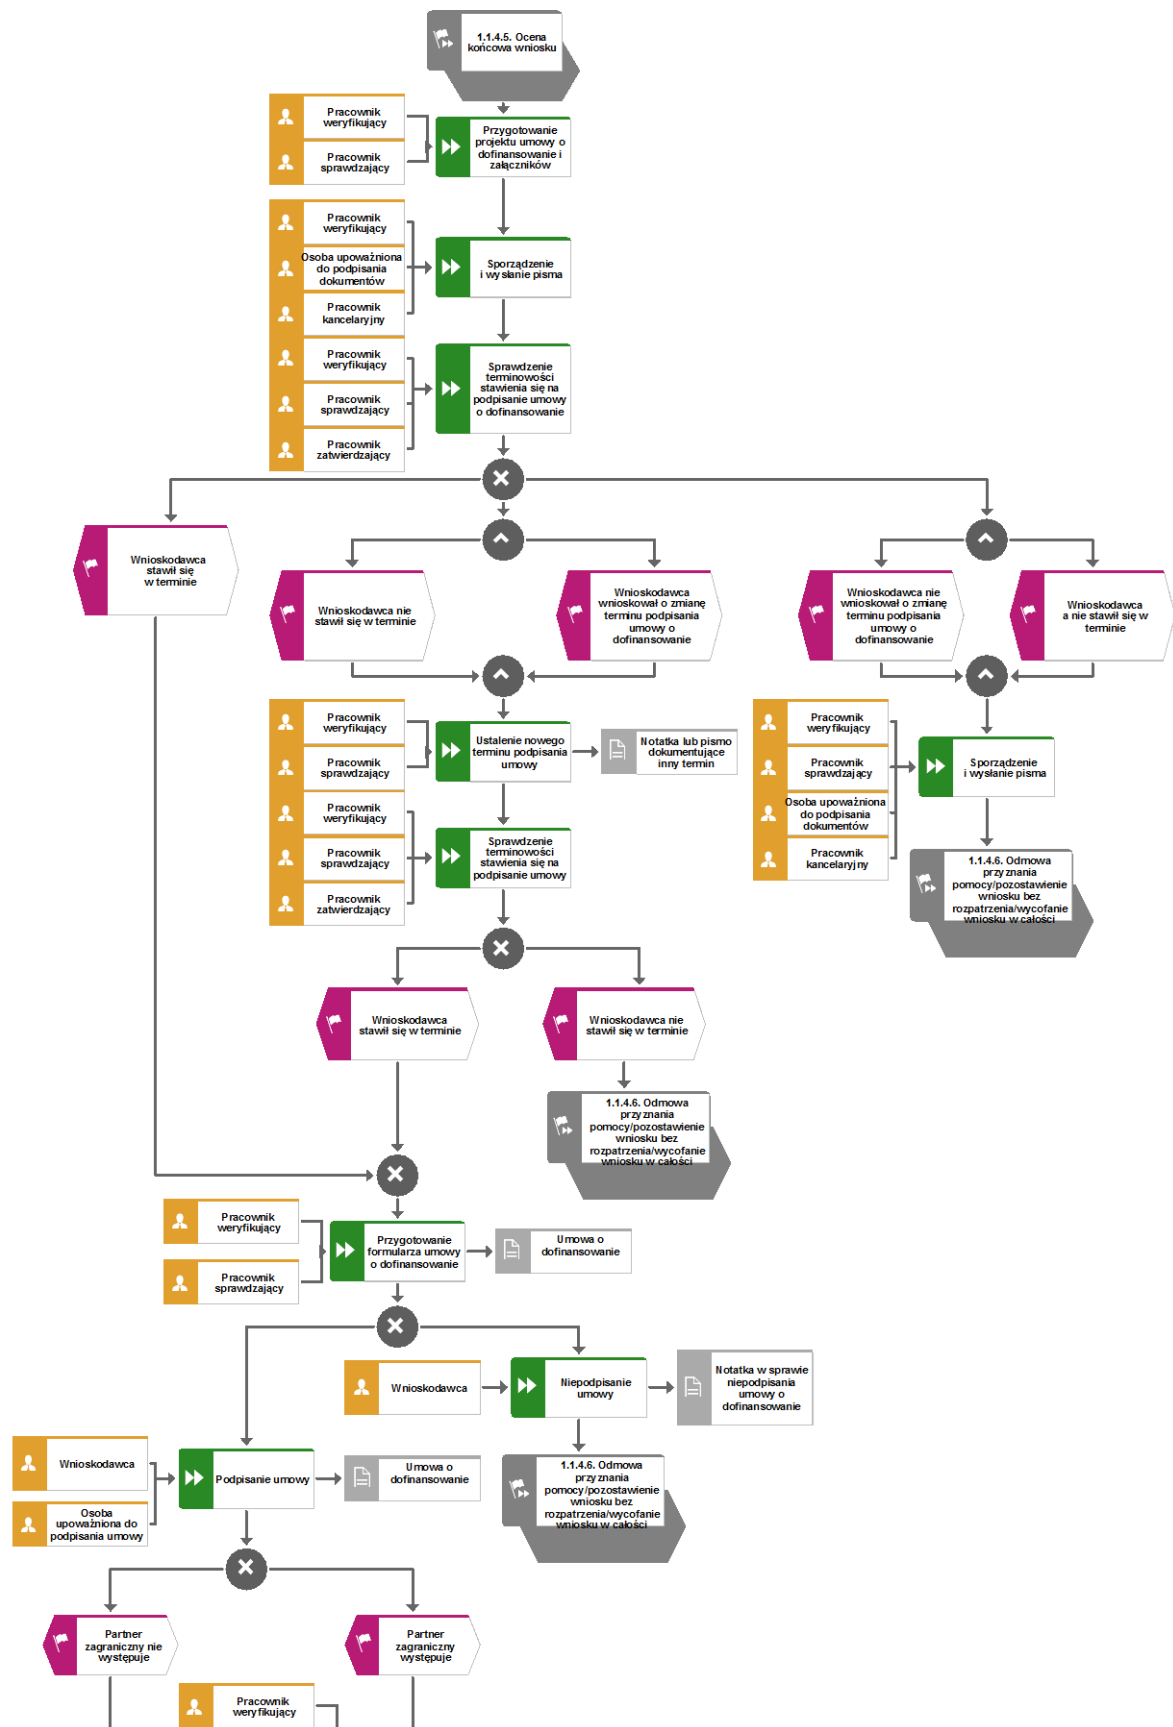 1.1.4.5. Ocena
końcowa wniosku
Pracownik
weryfikujący
Pracownik
sprawdzający
Przygotowanie
projektu umowy o
dofinansowanie i
załączników
Pracownik
weryfikujący
Osoba upoważniona
do podpisania
dokumentów
Pracownik
kancelaryjny
Sporządzenie
i wysłanie pisma
Pracownik
weryfikujący
Pracownik
sprawdzający
Pracownik
zatwierdzający
Sprawdzenie
terminowości
stawienia się na
podpisanie umowy
o dofinansowanie
Wnioskodawca
stawił się
w terminie
Wnioskodawca nie
stawił się w terminie
Wnioskodawca
wnioskował o zmianę
terminu podpisania
umowy o
dofinansowanie
Wnioskodawca nie
wnioskował o zmianę
terminu podpisania
umowy o
dofinansowanie
Wnioskodawca
a nie stawił się w
terminie
Pracownik
weryfikujący
Pracownik
sprawdzający
Ustalenie nowego
terminu podpisania
umowy
Notatka lub pismo
dokumentujące
inny termin
Pracownik
weryfikujący
Pracownik
sprawdzający
Osoba upoważniona
do podpisania
dokumentów
Pracownik
kancelaryjny
Sporządzenie
i wysłanie pisma
Pracownik
weryfikujący
Pracownik
sprawdzający
Pracownik
zatwierdzający
Sprawdzenie
terminowości
stawienia się na
podpisanie umowy
1.1.4.6. Odmowa
przyznania
pomocy/pozostawienie
wniosku bez
rozpatrzenia/wycofanie
wniosku w całości
Wnioskodawca
stawił się w terminie
Wnioskodawca nie
stawił się w terminie
1.1.4.6. Odmowa
przyznania
pomocy/pozostawienie
wniosku bez
rozpatrzenia/wycofanie
wniosku w całości
Pracownik
weryfikujący
Pracownik
sprawdzający
Przygotowanie
formularza umowy
o dofinansowanie
Umowa o
dofinansowanie
Wnioskodawca
Niepodpisanie
umowy
Notatka w sprawie
niepodpisania
umowy o
dofinansowanie
Wnioskodawca
Osoba
upoważniona do
podpisania umowy
Podpisanie umowy
Umowa o
dofinansowanie
1.1.4.6. Odmowa
przyznania
pomocy/pozostawienie
wniosku bez
rozpatrzenia/wycofanie
wniosku w całości
Partner
zagraniczny nie
występuje
Partner
zagraniczny
występuje
Pracownik
weryfikujący